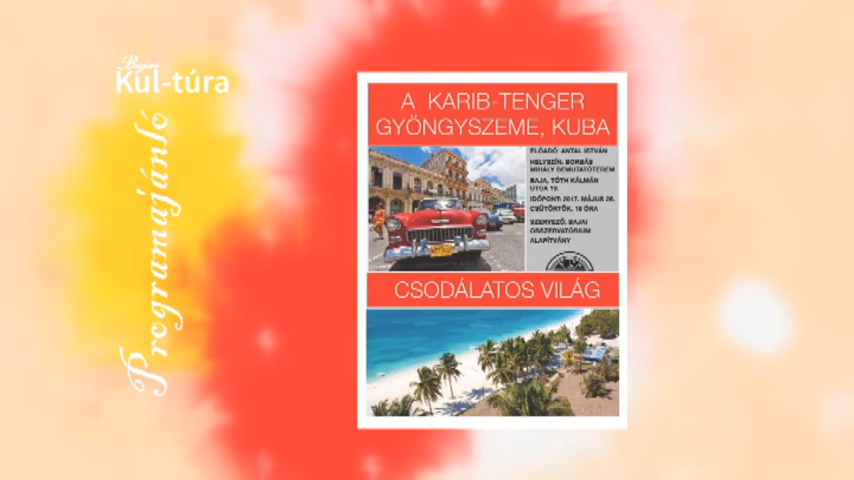 Bajai
Kul-túra
Programajánló
A KARIB-TENGER
GYÖNGYSZEME, KUBA
ELŐADÓ: ANTAL ISTVÁN
HELYSZÍN: BORBÁS
MIHÁLY BEMUTATÓTEREM
BAJA, TÓTH KÁLMÁN
UTCA 19.
IDŐPONT: 2017. MÁJUS 25.
CSÜTÖRTÖK, 18 ÓRA
SZERVEZŐ: BAJAI
OBSZERVATÓRIUM
ALAPÍTVÁNY
CSODÁLATOS VILÁG